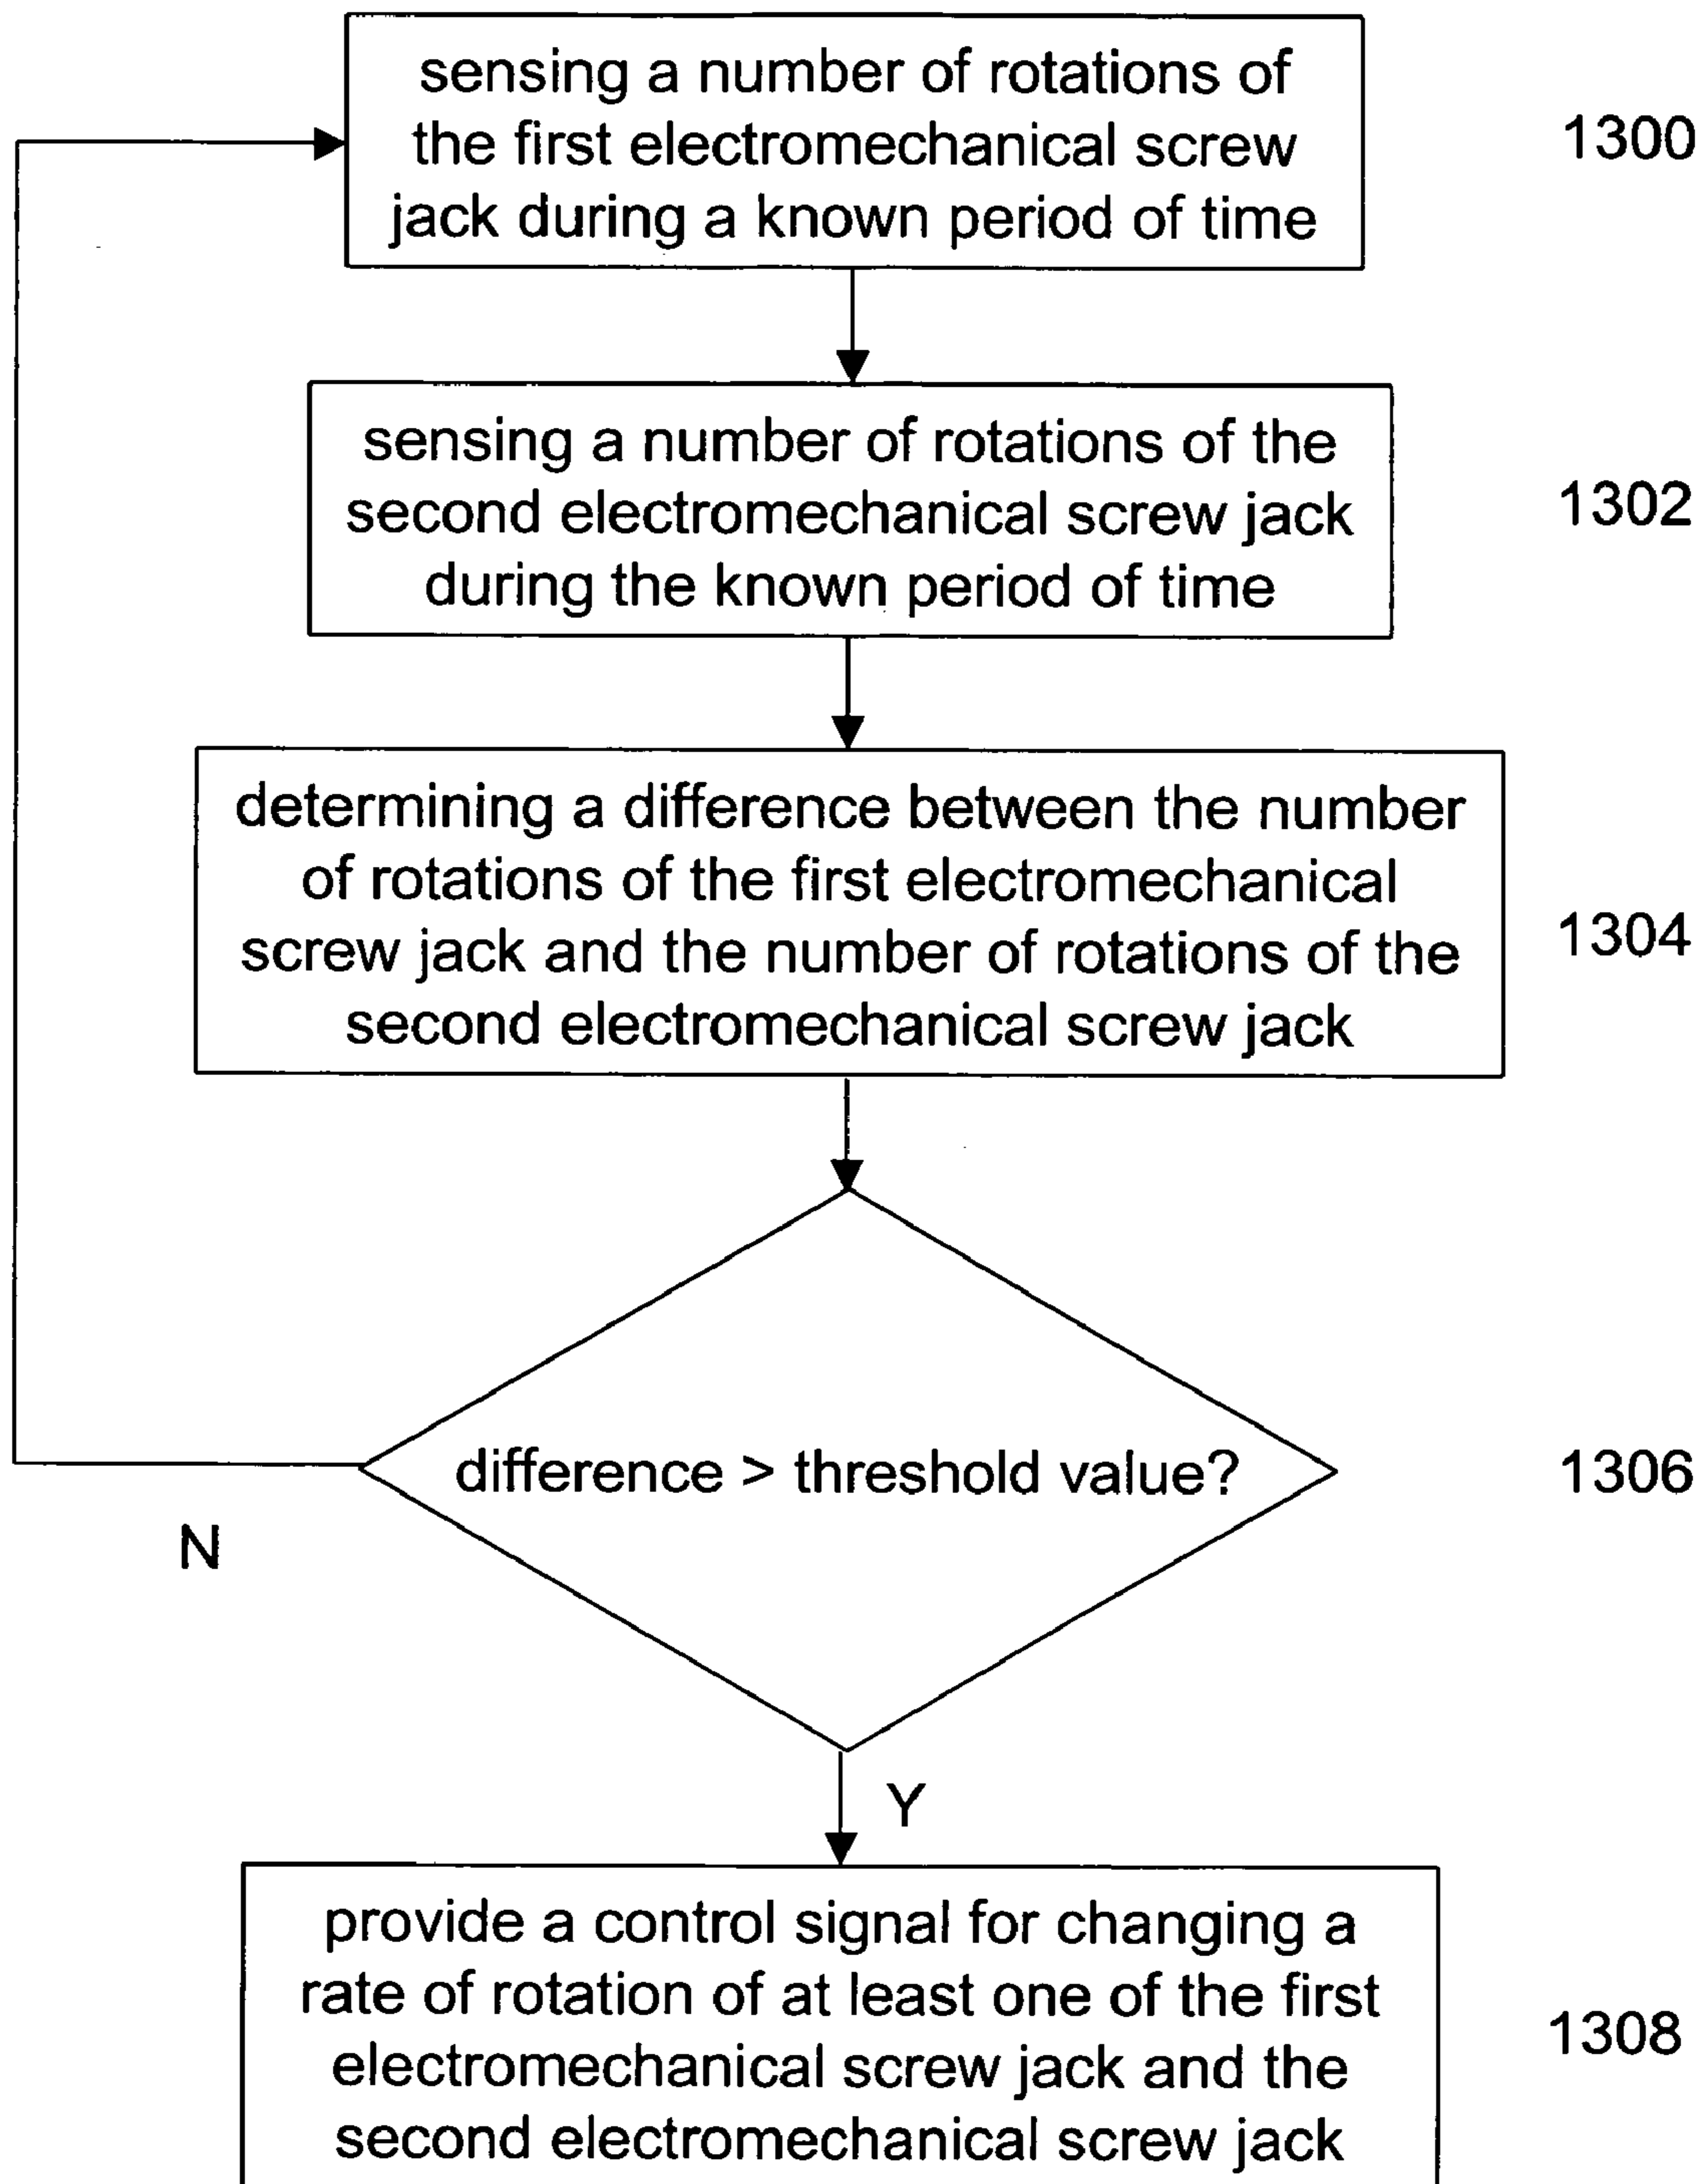 sensing a number of rotations of
the first electromechanical screw
jack during a known period of time
1300
sensing a number of rotations of the
second electromechanical screw jack
during the known period of time
1302
determining a difference between the number
of rotations of the first electromechanical
screw jack and the number of rotations of the
second electromechanical screw jack
1304
difference > threshold value?
1306
N
Y
provide a control signal for changing a
rate of rotation of at least one of the first
electromechanical screw jack and the
second electromechanical screw jack
1308